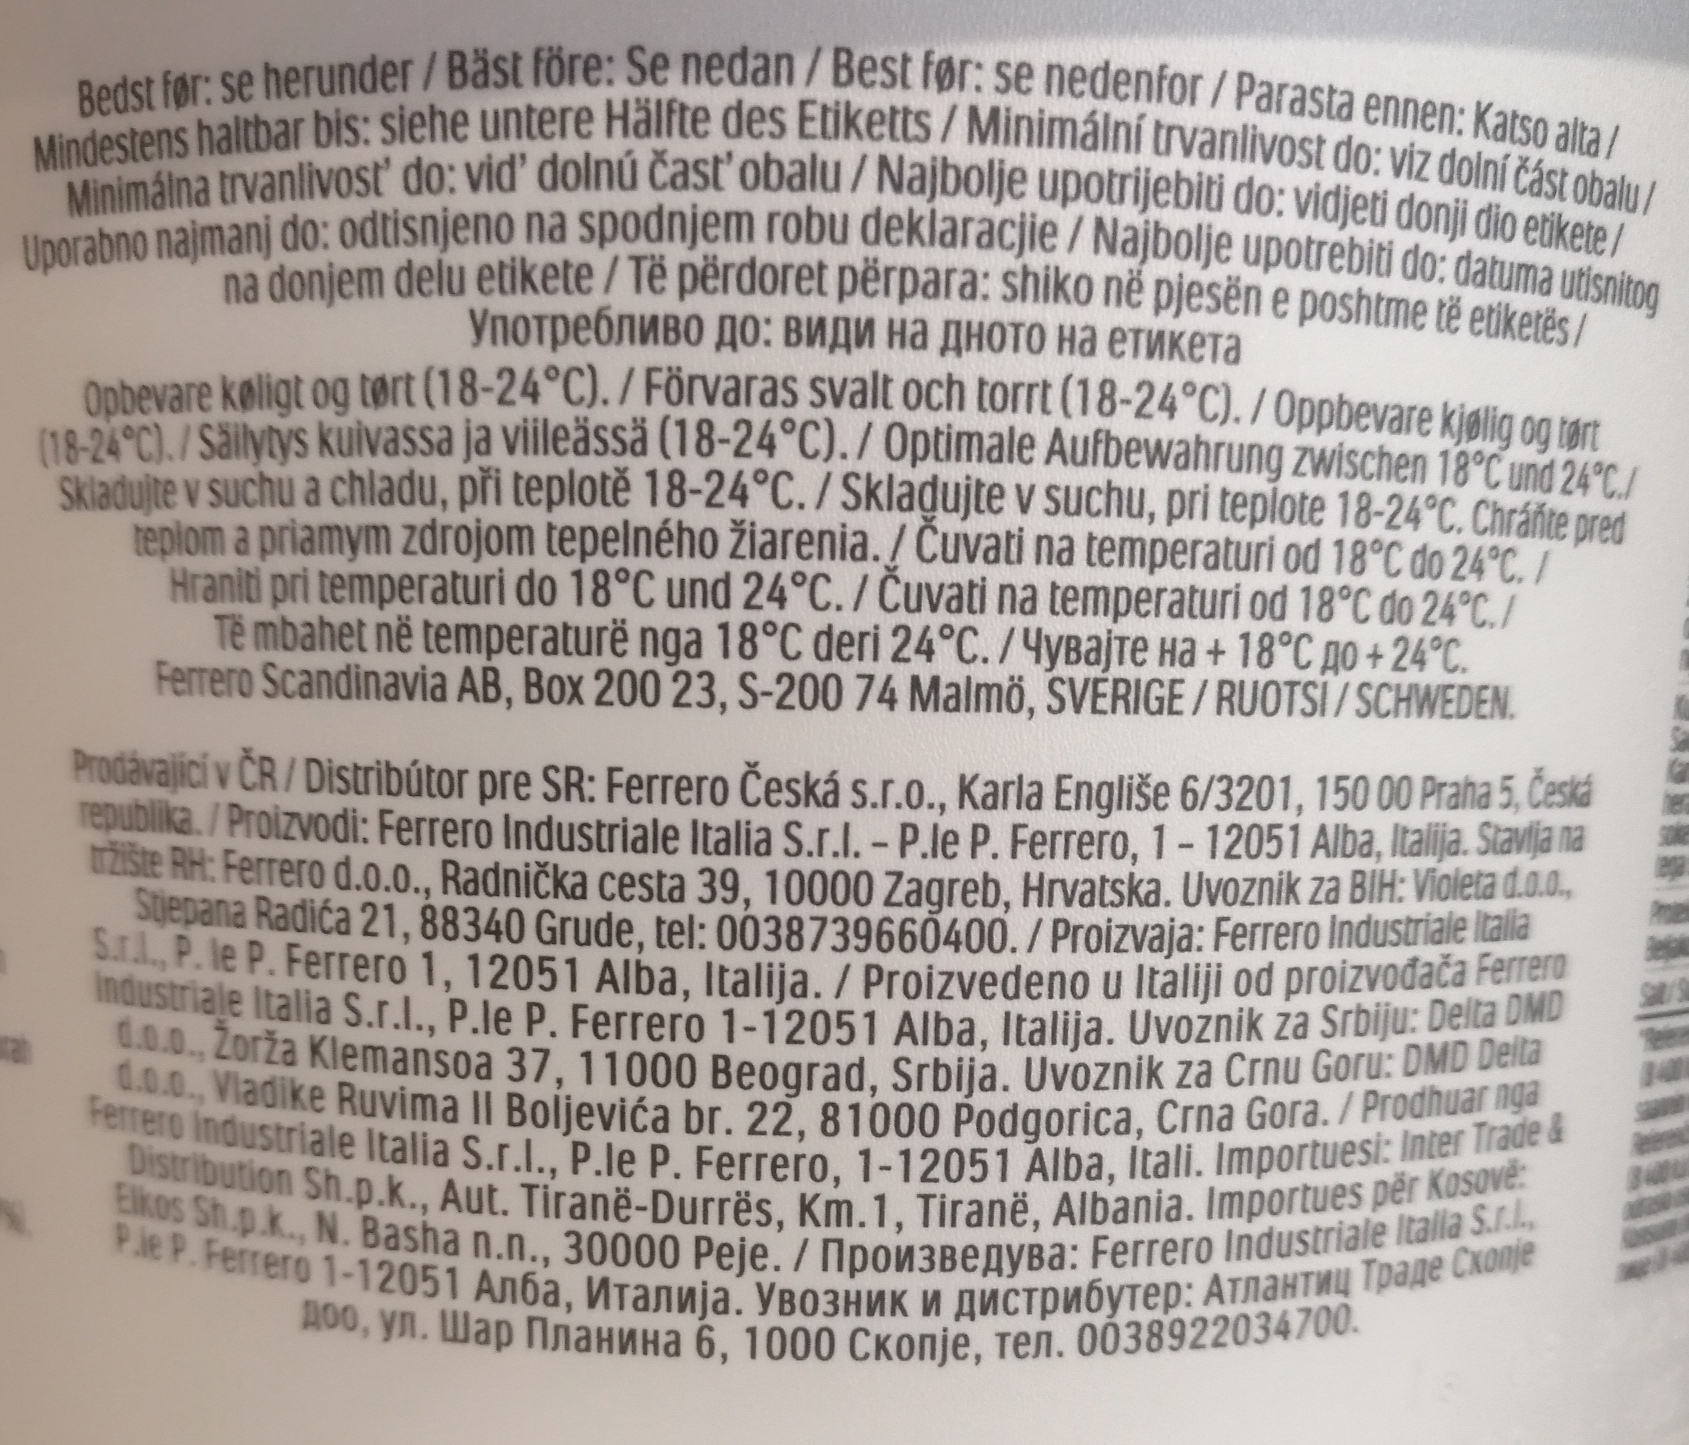 Bedst før: se herunder / Bäst före: Se nedan / Best før: se nedenfor / Parasta ennen: Katso alta /
Mindestens haltbar bis: siehe untere Hälfte des Etiketts / Minimální trvanlivost do: viz dolní část obalu /
Minimálna trvanlivosť do: viď dolnú časť obalu / Najbolje upotrijebiti do: vidjeti donji dio etikete /
Uporabno najmanj do: odtisnjeno na spodnjem robu deklaracjie / Najbolje upotrebiti do: datuma utisnitog
na donjem delu etikete / Të përdoret përpara: shiko në pjesën e poshtme të etiketës /
Употребливо до: види на дното на етикета
Opbevare køligt og tørt (18-24°C). / Förvaras svalt och torrt (18-24°C). / Oppbevare kjølig og tørt
(18-24°C). / Säilytys kuivassa ja viileässä (18-24°C). / Optimale Aufbewahrung zwischen 18°C und 24°C. /
Skladujte v suchu a chladu, při teplotě 18-24°C. / Skladujte v suchu, pri teplote 18-24°C. Chráňte pred
teplom a priamym zdrojom tepelného žiarenia. / Čuvati na temperaturi od 18°C do 24°C. /
Hraniti pri temperaturi do 18°C und 24°C. / Čuvati na temperaturi od 18°C do 24°C. /
Të mbahet në temperaturë nga 18°C deri 24°C. / Чувајте на + 18°C до + 24°C.
Ferrero Scandinavia AB, Box 200 23, S-200 74 Malmö, SVERIGE / RUOTSI / SCHWEDEN.
Prodávající v ČR / Distribútor pre SR: Ferrero Česká s.r.o., Karla Engliše 6/3201, 150 00 Praha 5, Česká
republika. / Proizvodi: Ferrero Industriale Italia S.r.l. – P.le P. Ferrero, 1 – 12051 Alba, Italija. Stavlja na
tržište RH: Ferrero d.o.o., Radnička cesta 39, 10000 Zagreb, Hrvatska. Uvoznik za BIH: Violeta d.o.o.,
Stjepana Radića 21, 88340 Grude, tel: 0038739660400. / Proizvaja: Ferrero Industriale Italia
S.r.l., P. le P. Ferrero 1, 12051 Alba, Italija. / Proizvedeno u Italiji od proizvođača Ferrero
Industriale Italia S.r.l., P.le P. Ferrero 1-12051 Alba, Italija. Uvoznik za Srbiju: Delta DMD
d.o.o., Žorža Klemansoa 37, 11000 Beograd, Srbija. Uvoznik za Crnu Goru: DMD Delta
d.o.o., Vladike Ruvima II Boljevića br. 22, 81000 Podgorica, Crna Gora. / Prodhuar nga
Ferrero Industriale Italia S.r.l., P.le P. Ferrero, 1-12051 Alba, Itali. Importuesi: Inter Trade &
Distribution Sh.p.k., Aut. Tiranë-Durrës, Km.1, Tiranë, Albania. Importues për Kosovë:
Elkos Sh.p.k., N. Basha n.n., 30000 Peje. / Произведува: Ferrero Industriale Italia S.r.l.,
P.le P. Ferrero 1-12051 Алба, Италија. Увозник и дистрибутер: Атлантиц Траде Скопје
доо, ул. Шар Планина 6, 1000 Скопје, тел. 0038922034700.